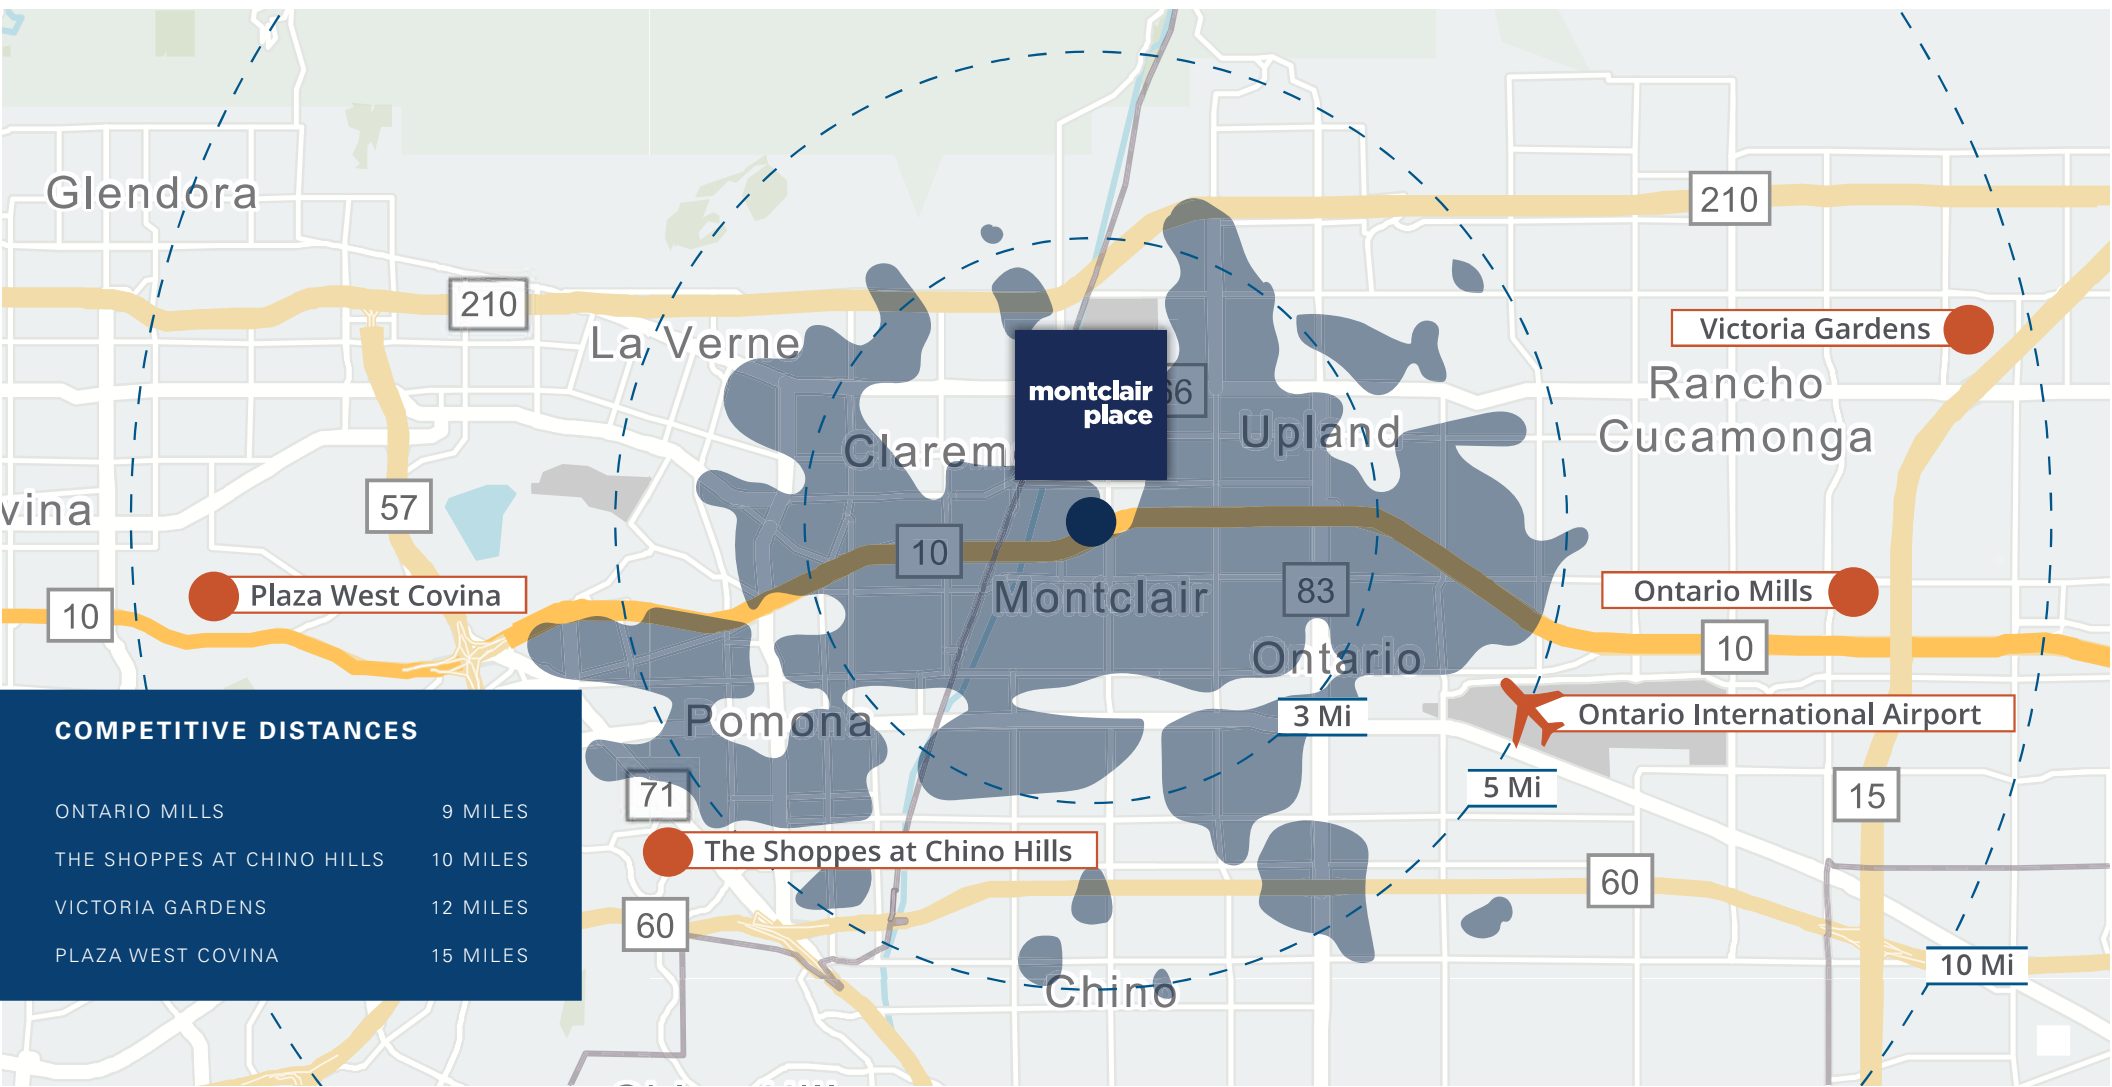 Glendora
210
210
La Verne
Victoria Gardens
Rancho
Cucamonga
montclair
place
66
Upland
Clarem
vina
57
10
Plaza West Covina
10
Montclair
83
Ontario Mills
10
Ontario
3 Mi
Ontario International Airport
Pomona
COMPETITIVE DISTANCES
ONTARIO MILLS 9 MILES
THE SHOPPES AT CHINO HILLS 10 MILES
VICTORIA GARDENS 12 MILES
PLAZA WEST COVINA 15 MILES
71
5 Mi
15
The Shoppes at Chino Hills
60
60
10 Mi
Chino